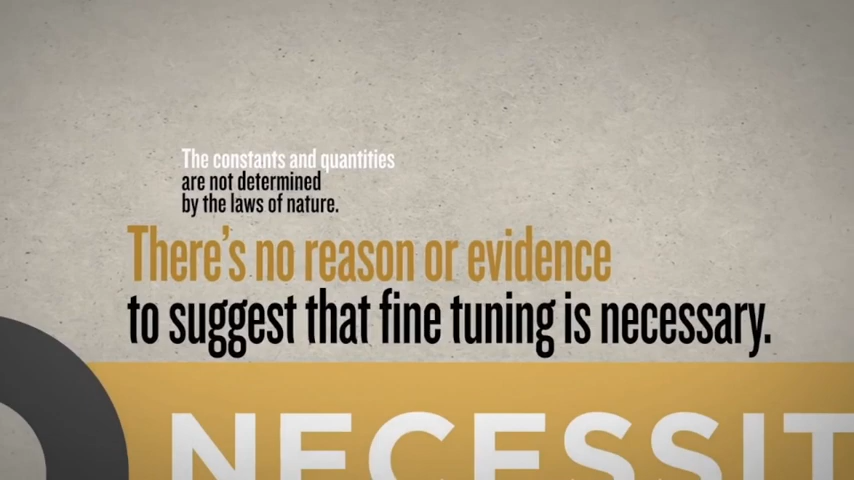 The constants and quantities
are not determined
by the laws of nature.
There's no reason or evidence
to suggest that fine tuning is necessary.
NECESSIT